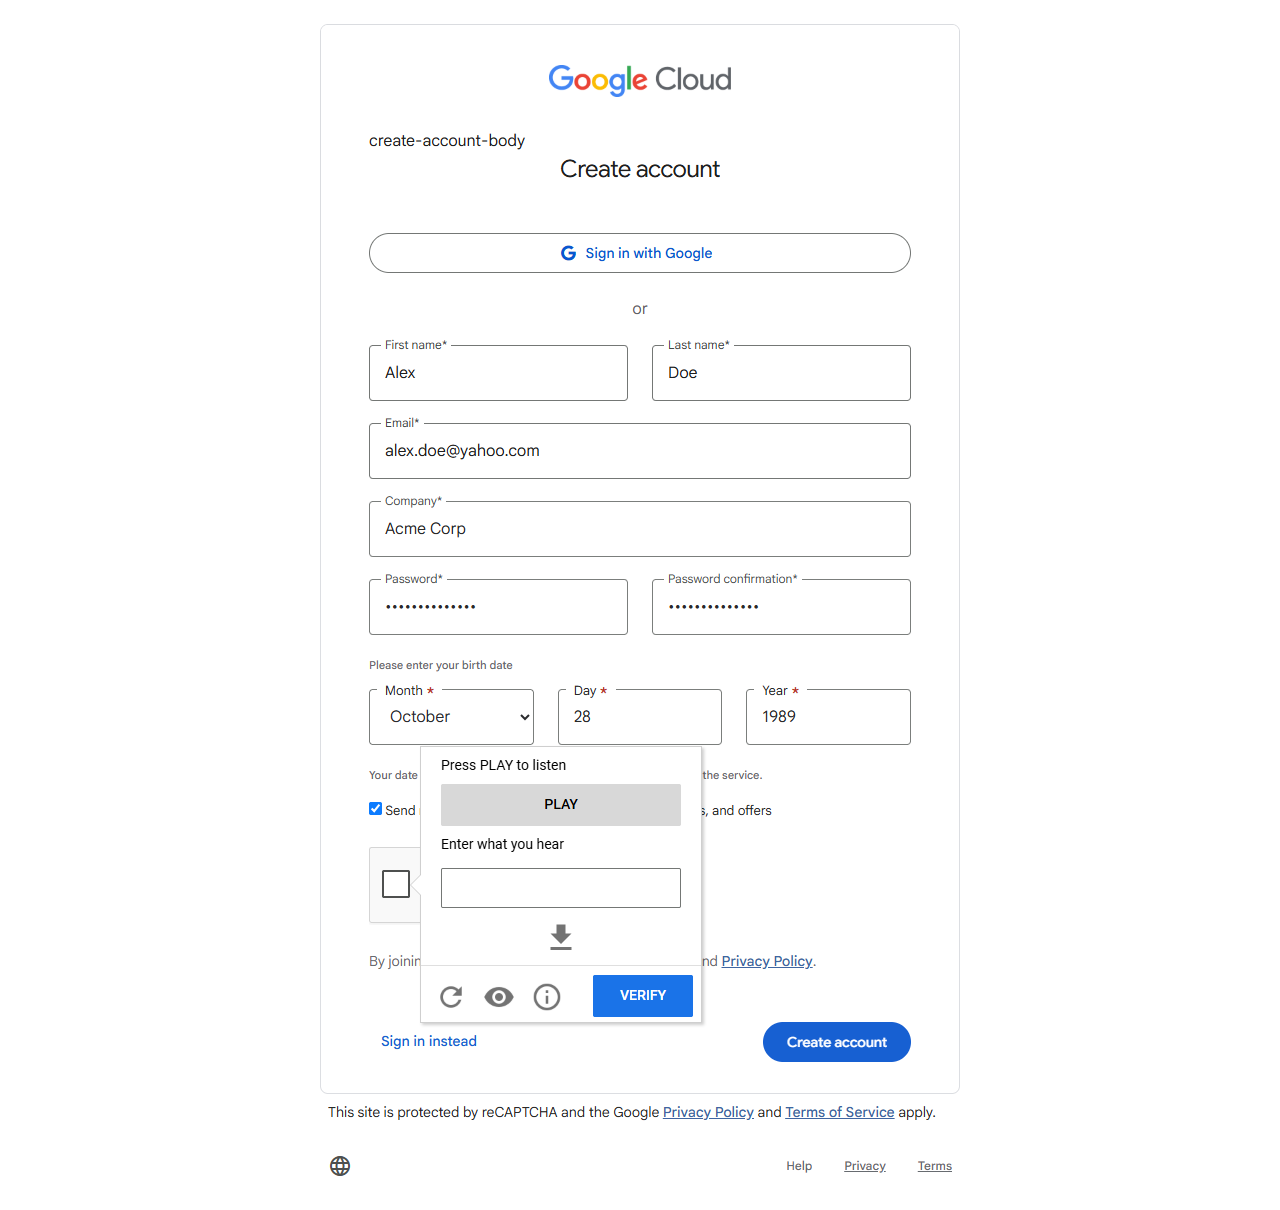 Google Cloud
create-account-body
Create account
Sign in with Google
or
First name*
Alex
Last name*
Doe
Email*
alex.doe@yahoo.com
Company*
Acme Corp
Password*
••••••••••••••
Password confirmation*
••••••••••••••
Please enter your birth date
Month *
October
Day *
28
Year *
1989
Your date the service.
Send s, and offers
Press PLAY to listen
PLAY
Enter what you hear
VERIFY
By joinin nd Privacy Policy.
Sign in instead
Create account
This site is protected by reCAPTCHA and the Google Privacy Policy and Terms of Service apply.
Help Privacy Terms